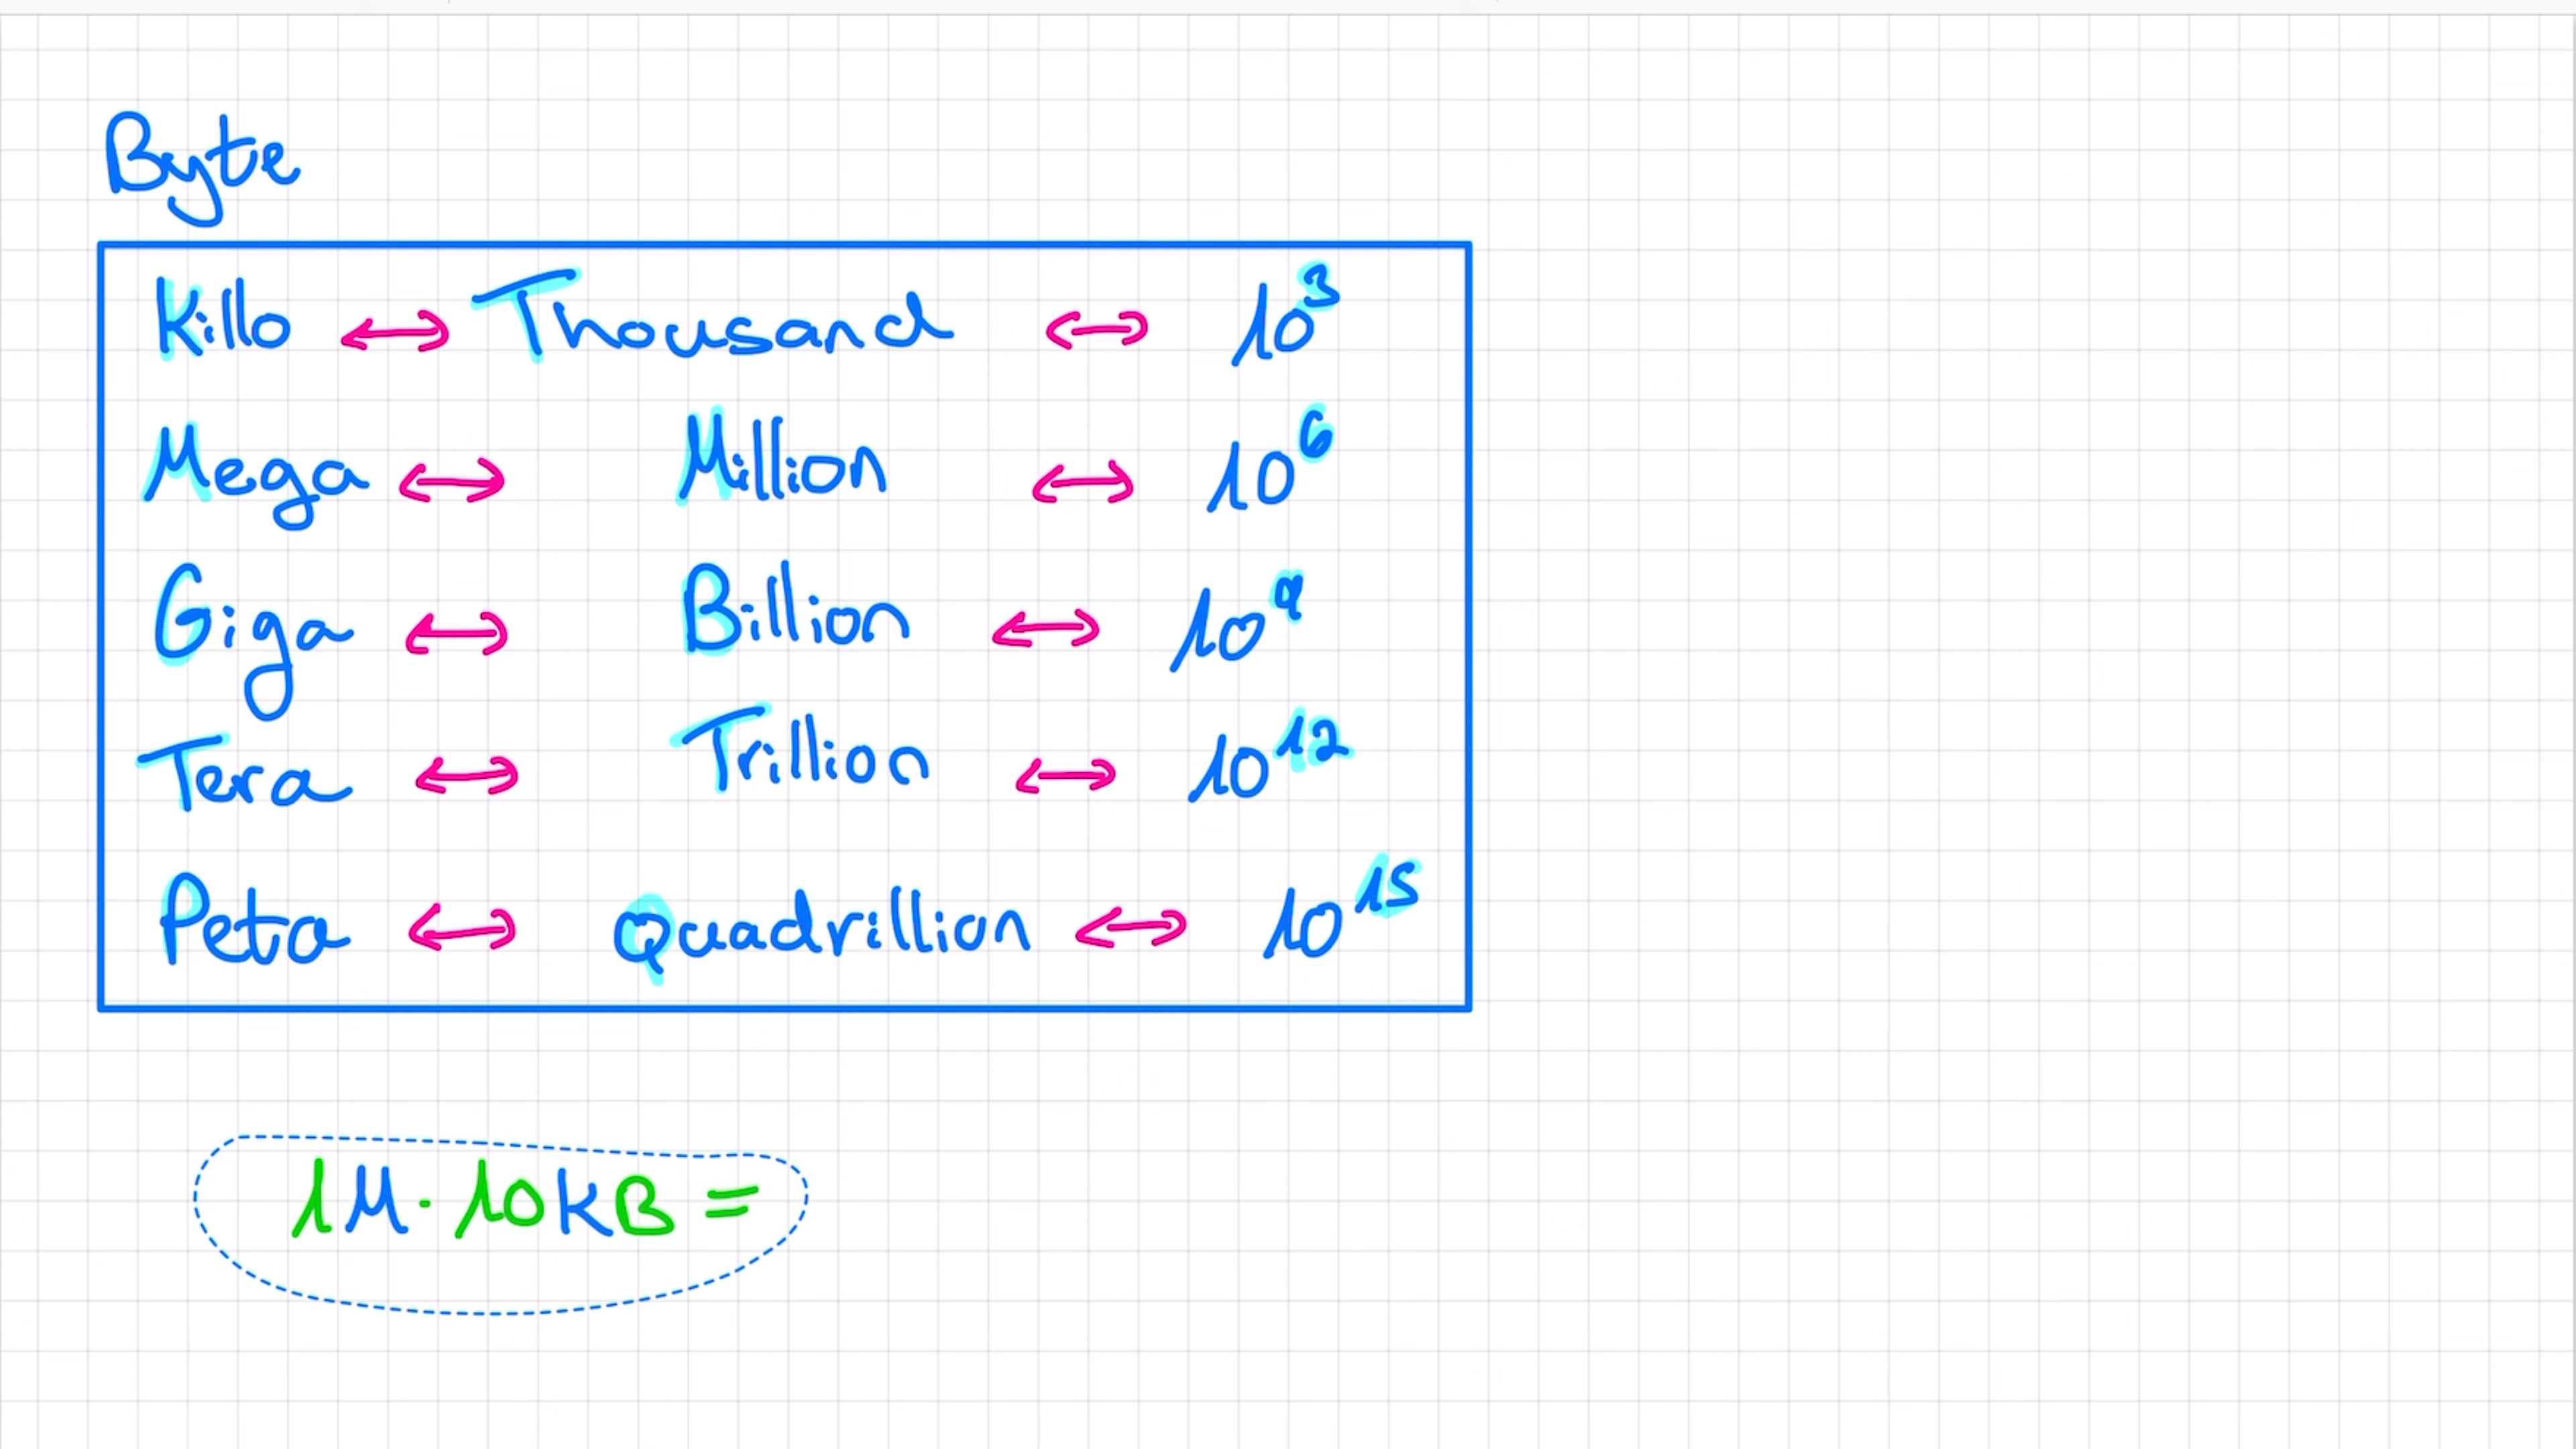 Byte
Killo ↔ Thousand ↔ 10³
Mega ↔ Million ↔ 10⁶
Giga ↔ Billion ↔ 10⁹
Tera ↔ Trillion ↔ 10¹²
Peta ↔ Quadrillion ↔ 10¹⁵
1M · 10KB =